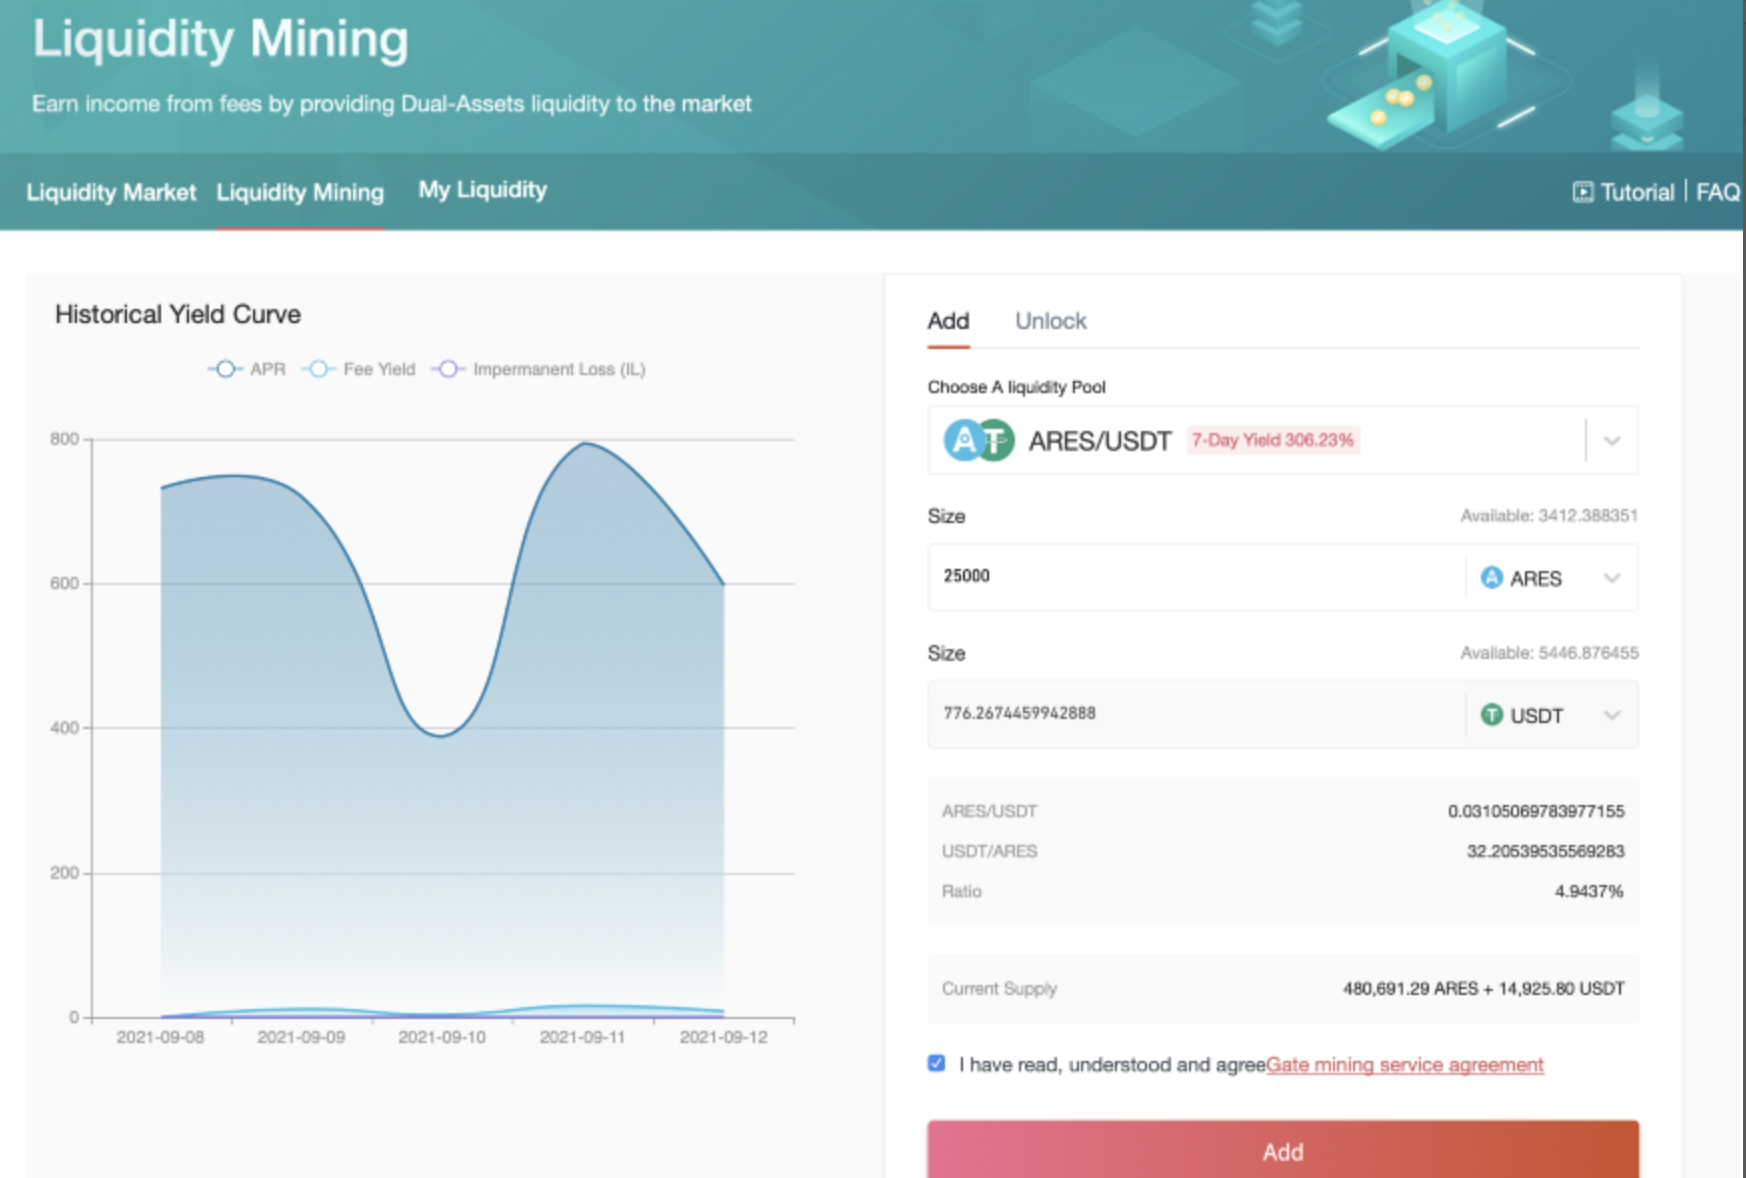 Liquidity Mining
Earn income from fees by providing Dual-Assets liquidity to the market
Liquidity Market Liquidity Mining My Liquidity Tutorial | FAQ
Historical Yield Curve
APR Fee Yield Impermanent Loss (IL)
800
600
400
200
0
2021-09-08 2021-09-09 2021-09-10 2021-09-11 2021-09-12
Add Unlock
Choose A liquidity Pool
ARES/USDT 7-Day Yield 306.23%
Size Available: 3412.388351
25000 ARES
Size Available: 5446.876455
776.2674459942888 USDT
ARES/USDT 0.03105069783977155
USDT/ARES 32.20539535569283
Ratio 4.9437%
Current Supply 480,691.29 ARES + 14,925.80 USDT
I have read, understood and agreeGate mining service agreement
Add